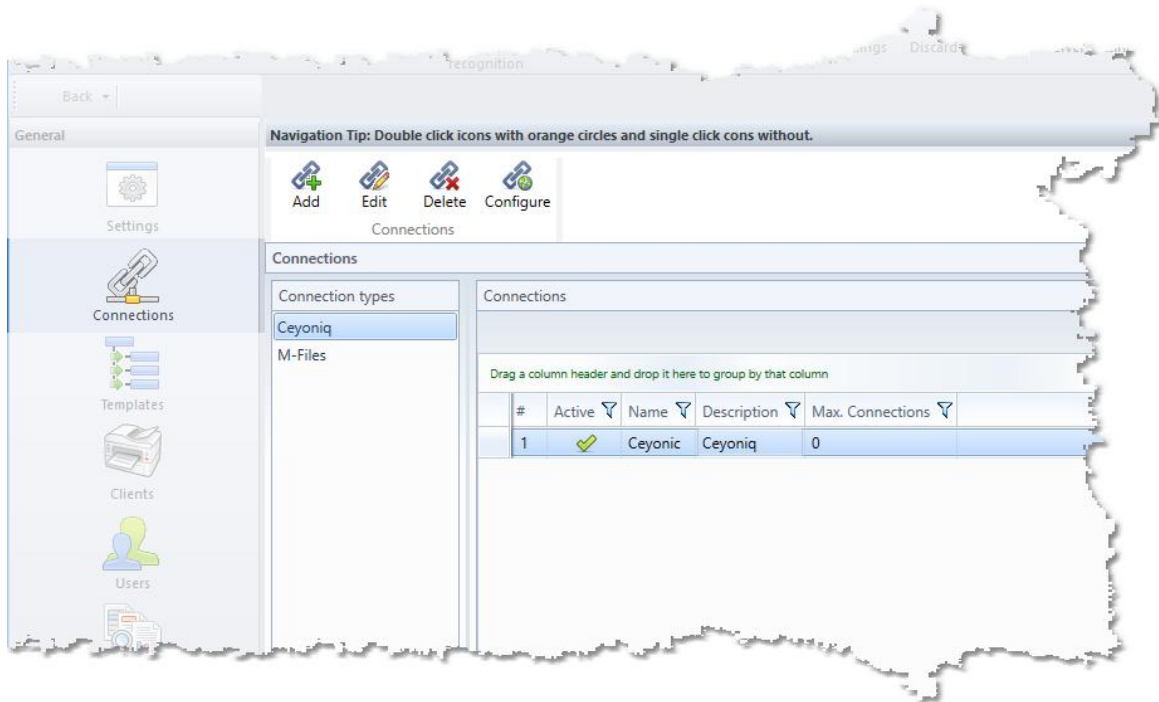 Discard
recognition
Back
General
Navigation Tip: Double click icons with orange circles and single click cons without.
Add Edit Delete Configure
Connections
Settings
Connections
Connections
Connection types
Connections
Ceyoniq
M-Files
Drag a column header and drop it here to group by that column
# Active Name Description Max. Connections
1 Ceyonic Ceyoniq 0
Templates
Clients
Users